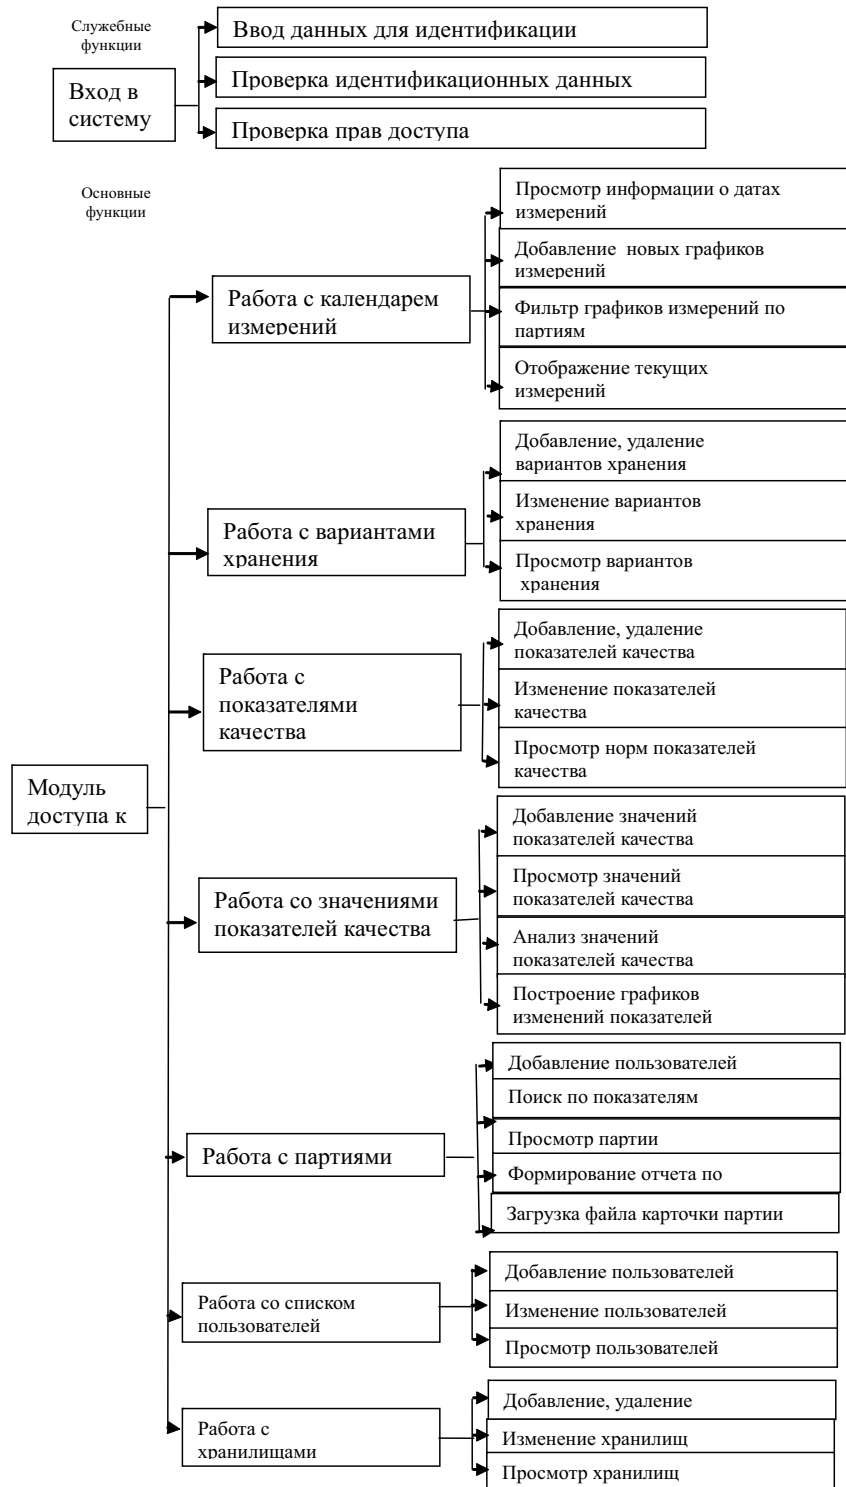 Служебные
функции
Ввод данных для идентификации
Проверка идентификационных данных
Вход в
систему
Проверка прав доступа
Основные
функции
Просмотр информации о датах
измерений
Добавление новых графиков
измерений
Работа с календарем
измерений
Фильтр графиков измерений по
партиям
Отображение текущих
измерений
Добавление, удаление
вариантов хранения
Работа с вариантами
хранения
Изменение вариантов
хранения
Просмотр вариантов
хранения
Добавление, удаление
показателей качества
Работа с
показателями
качества
Изменение показателей
качества
Просмотр норм показателей
качества
Модуль
доступа к
Добавление значений
показателей качества
Работа со значениями
показателей качества
Просмотр значений
показателей качества
Анализ значений
показателей качества
Построение графиков
изменений показателей
Добавление пользователей
Поиск по показателям
Просмотр партии
Работа с партиями
Формирование отчета по
Загрузка файла карточки партии
Добавление пользователей
Работа со списком
пользователей
Изменение пользователей
Просмотр пользователей
Добавление, удаление
Работа с
хранилищами
Изменение хранилищ
Просмотр хранилищ